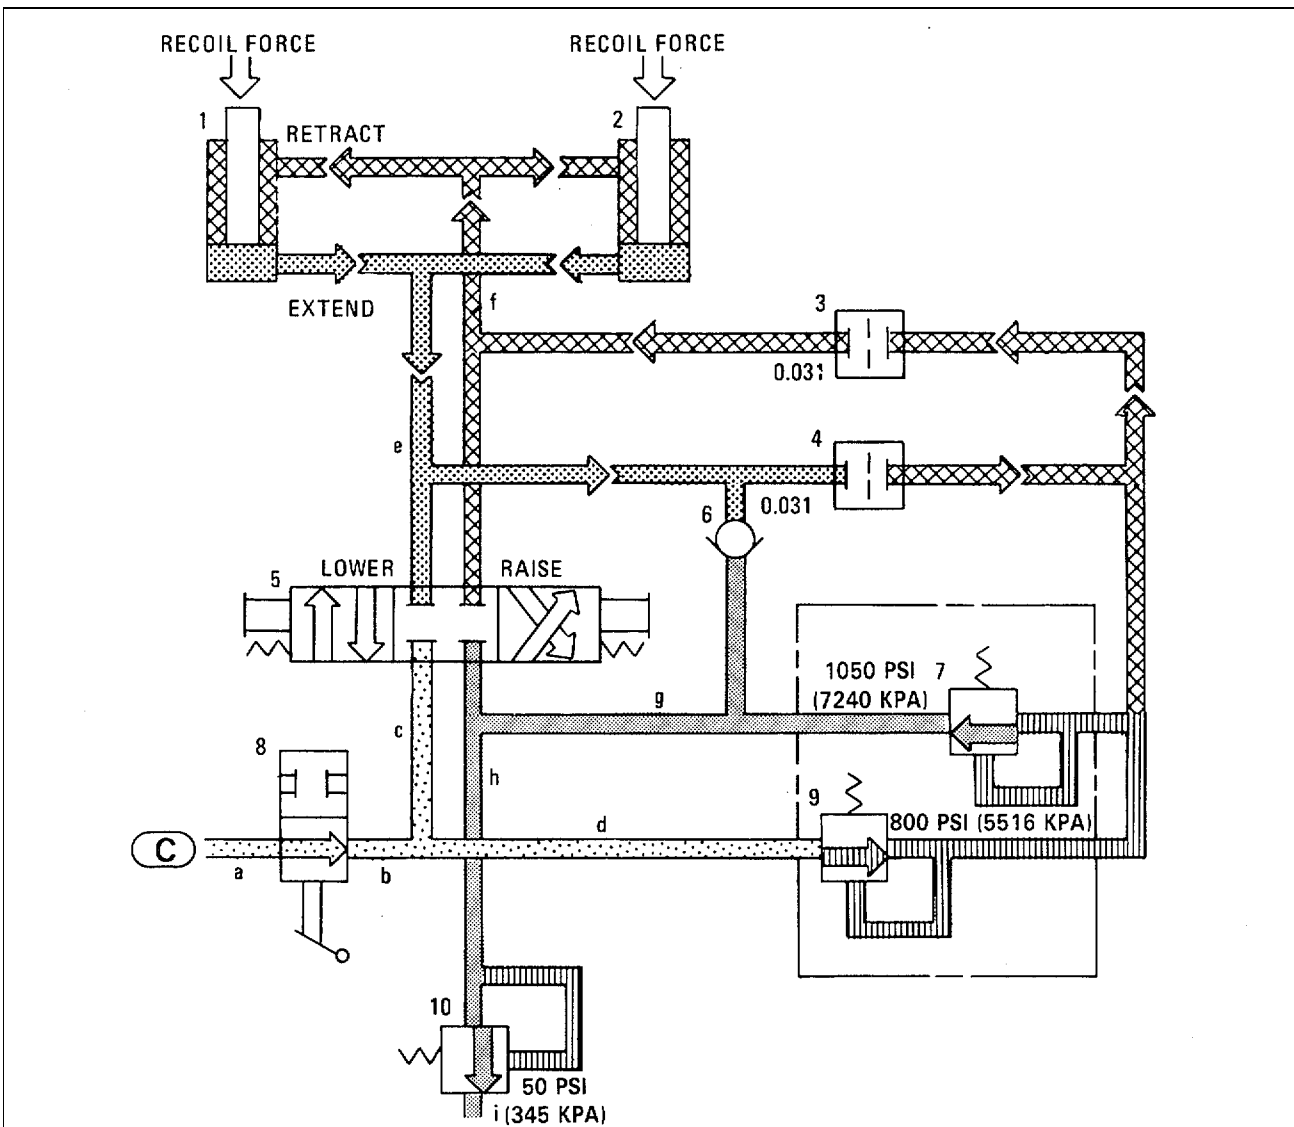 RECOIL FORCE
RECOIL FORCE
1
RETRACT
2
EXTEND
f
3
0.031
e
4
0.031
6
LOWER
RAISE
5
1050 PSI 7
(7240 KPA)
g
c
8
h
9
800 PSI (5516 KPA)
d
C
a
b
10
50 PSI
i (345 KPA)